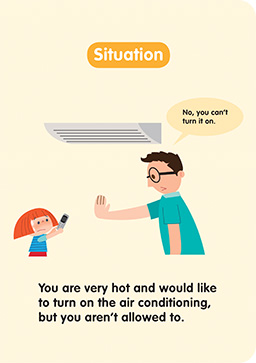 Situation
No, you can't
turn it on.
You are very hot and would like
to turn on the air conditioning,
but you aren't allowed to.